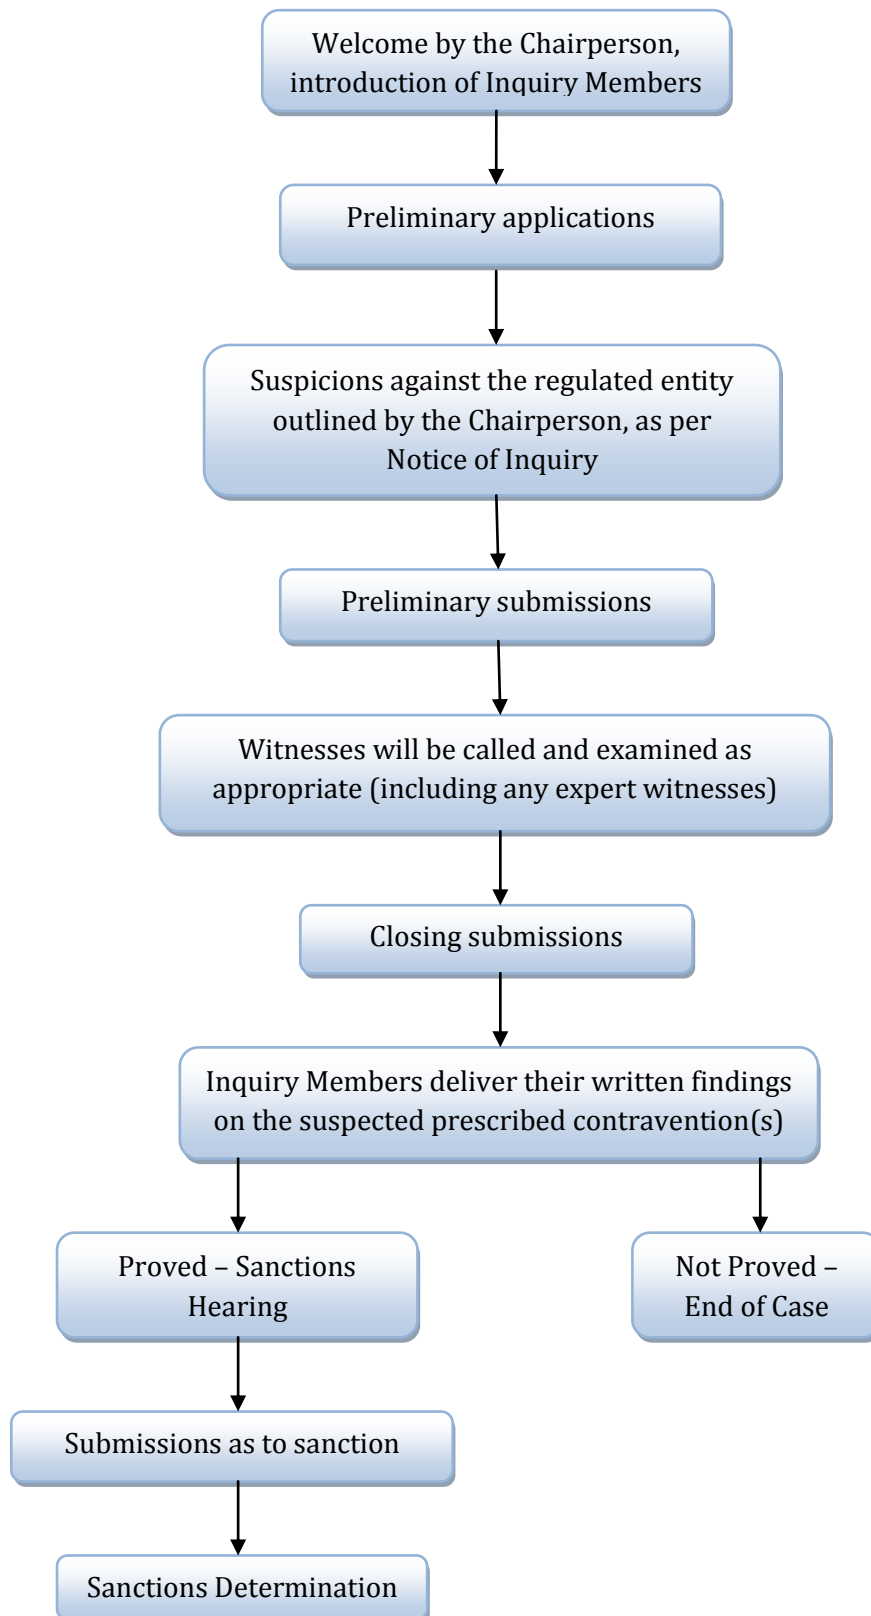 Welcome by the Chairperson,
introduction of Inquiry Members
Preliminary applications
Suspicions against the regulated entity
outlined by the Chairperson, as per
Notice of Inquiry
Preliminary submissions
Witnesses will be called and examined as
appropriate (including any expert witnesses)
Closing submissions
Inquiry Members deliver their written findings
on the suspected prescribed contravention(s)
Proved – Sanctions
Hearing
Not Proved –
End of Case
Submissions as to sanction
Sanctions Determination